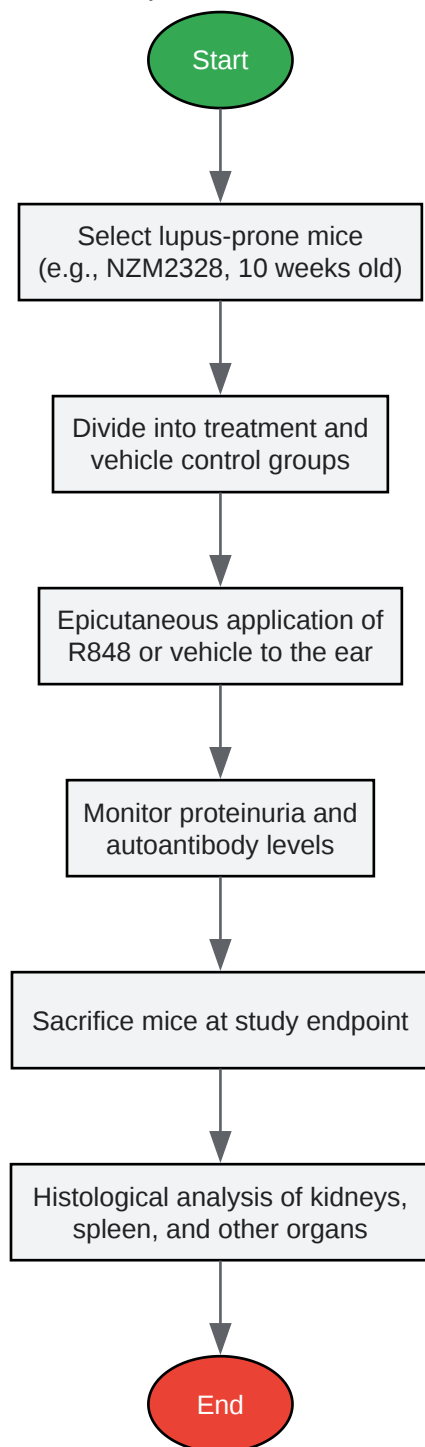 Start
Select lupus-prone mice
(e.g., NZM2328, 10 weeks old)
Divide into treatment and
vehicle control groups
Epicutaneous application of
R848 or vehicle to the ear
Monitor proteinuria and
autoantibody levels
Sacrifice mice at study endpoint
Histological analysis of kidneys,
spleen, and other organs
End